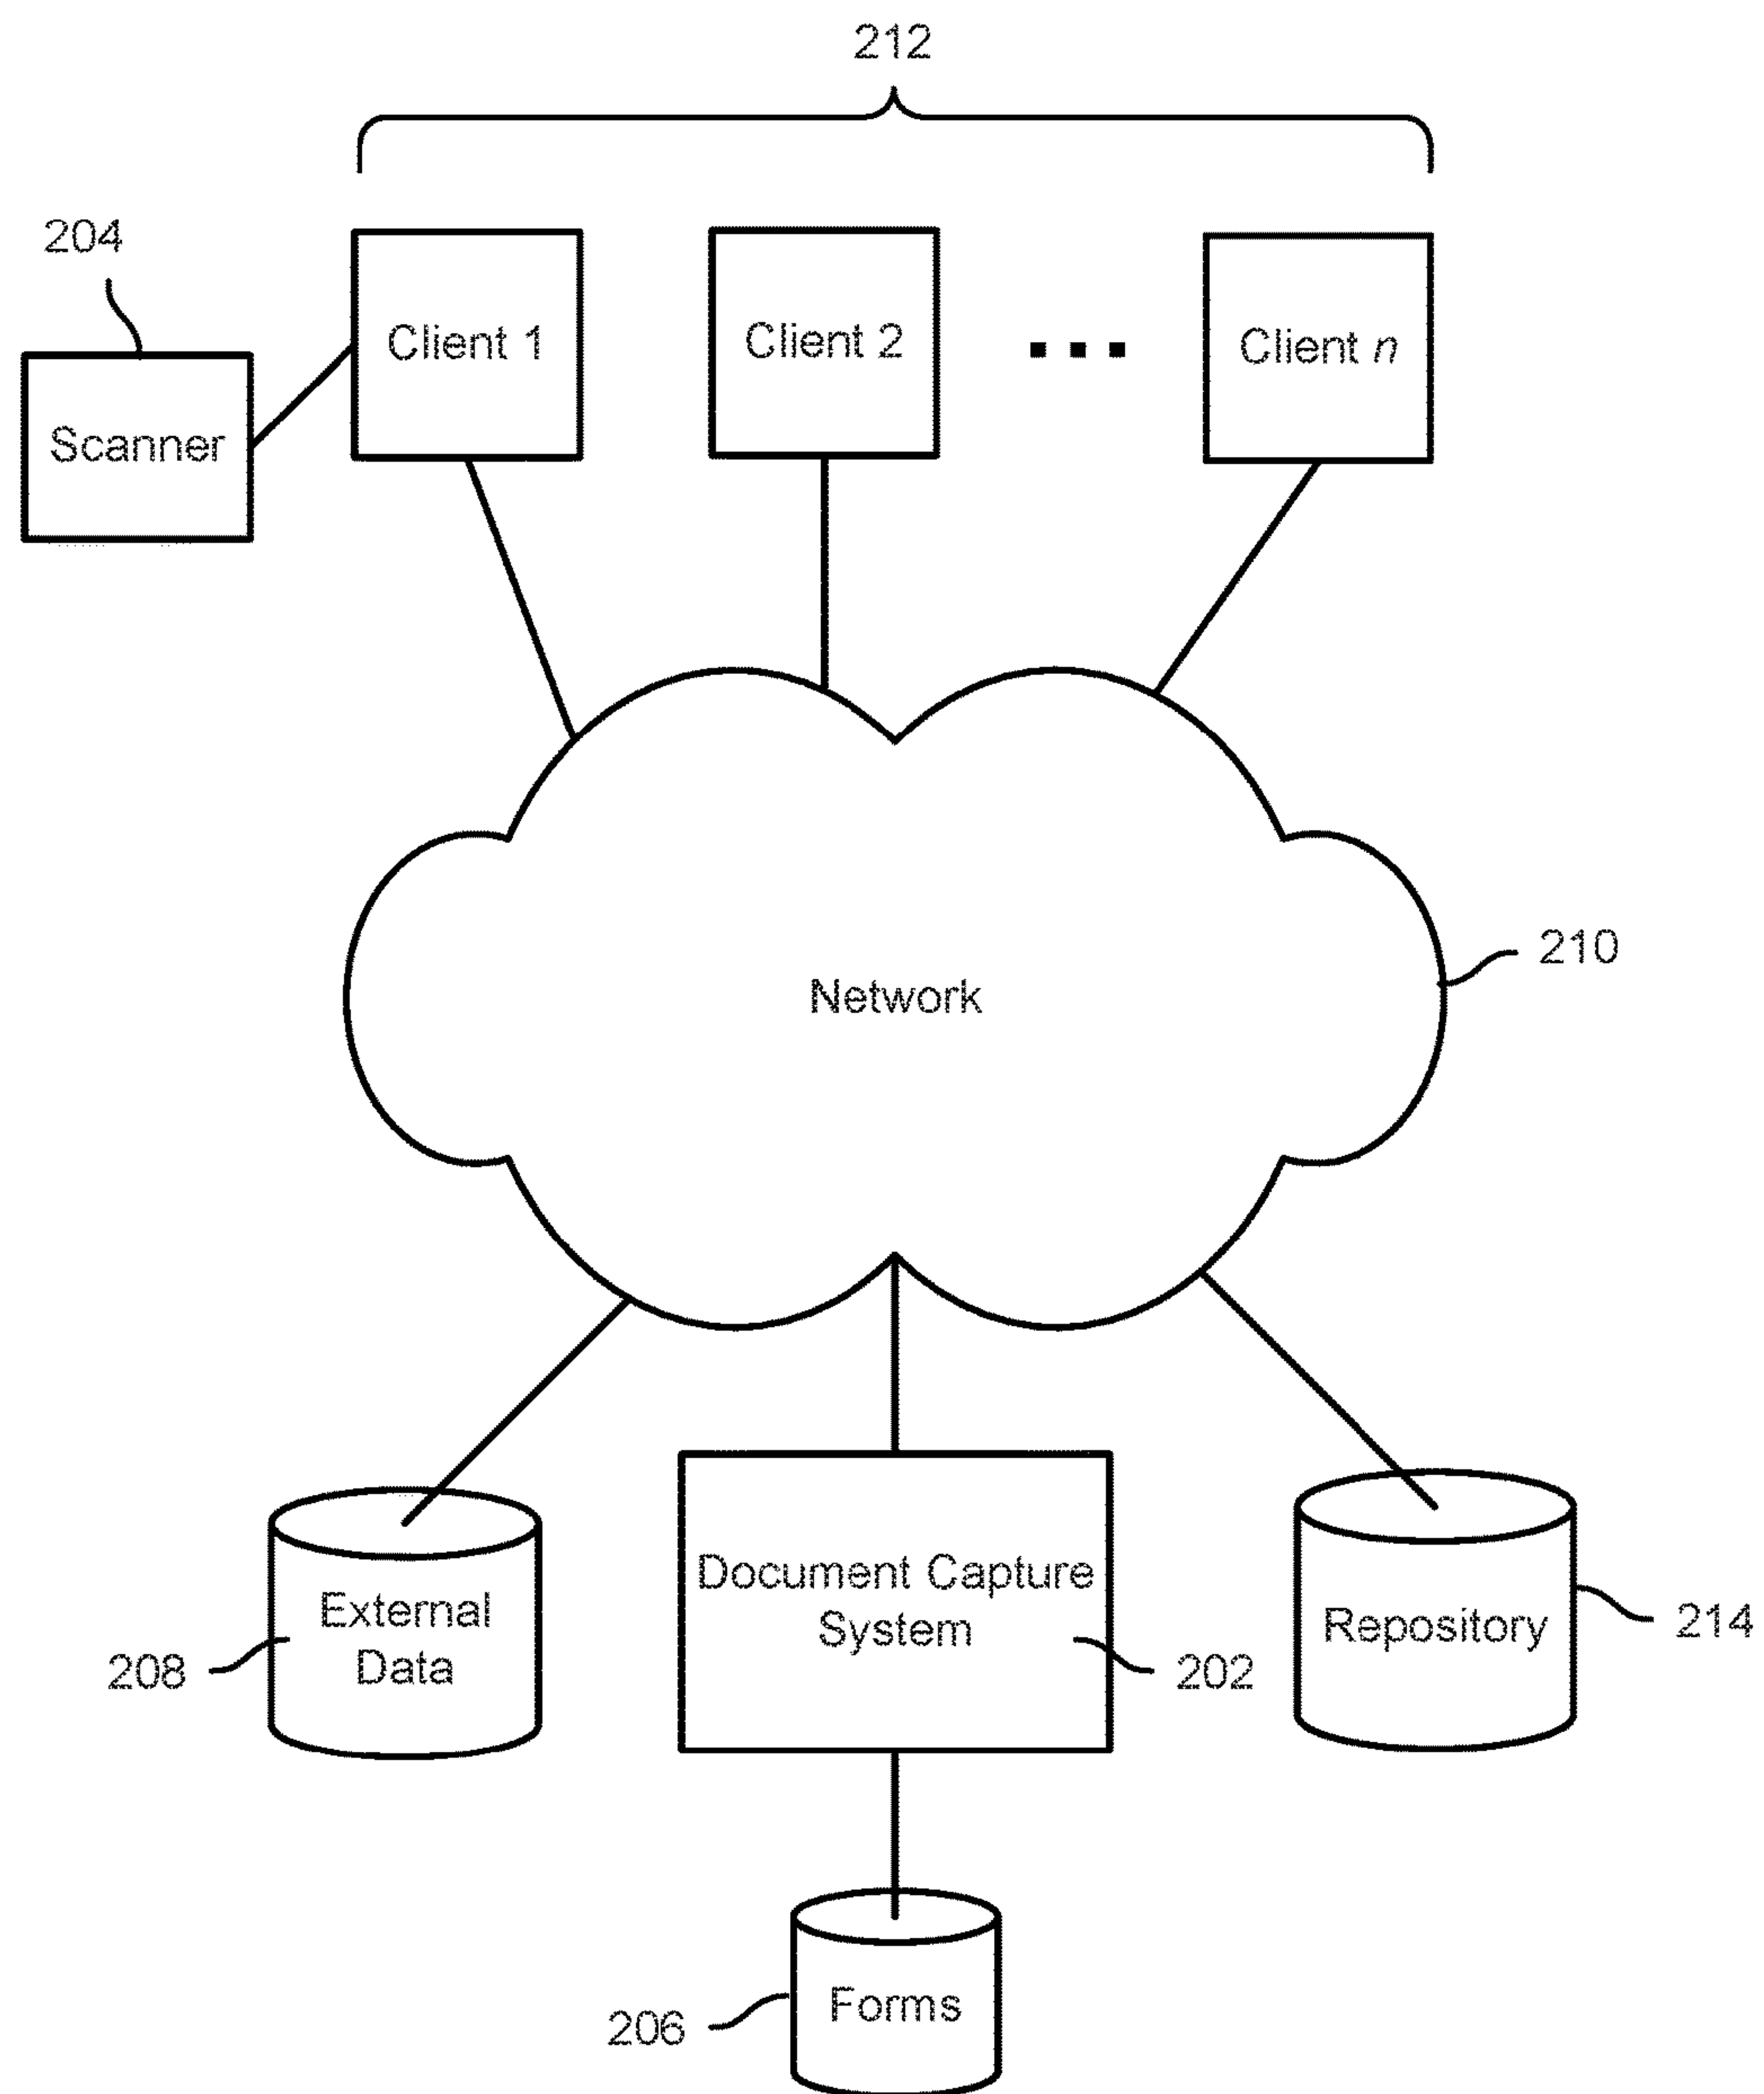 212
204
Client 1
Client 2
Client n
Scanner
210
Network
External
Data
208
Document Capture
System
202
Repository
214
Forms
206